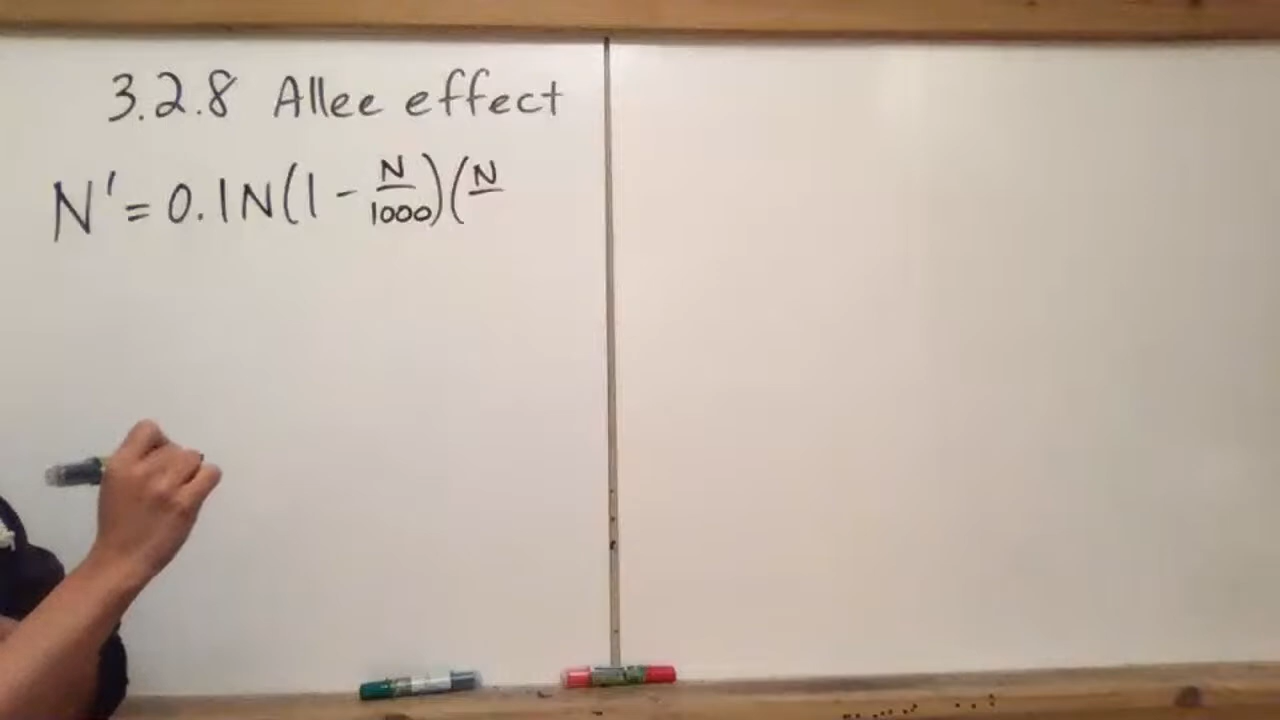 3.2.8 Allee effect
N' = 0.1N(1 - N/1000)(N/